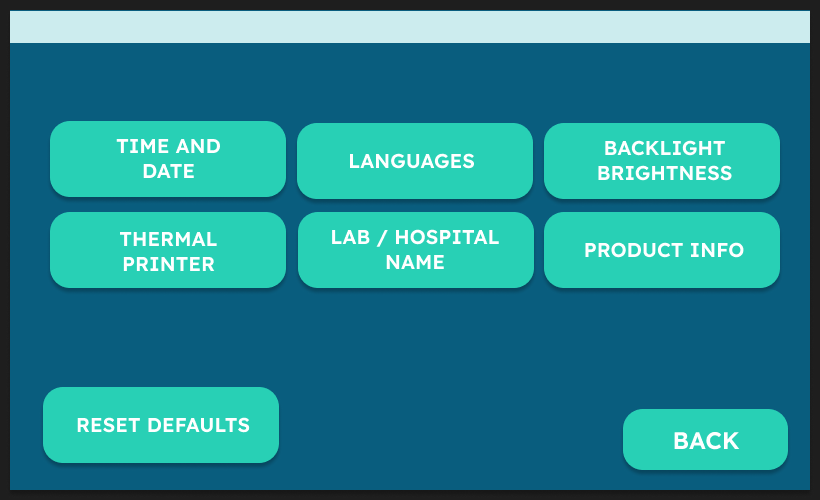 TIME AND
DATE
LANGUAGES
BACKLIGHT
BRIGHTNESS
THERMAL
PRINTER
LAB / HOSPITAL
NAME
PRODUCT INFO
RESET DEFAULTS
BACK